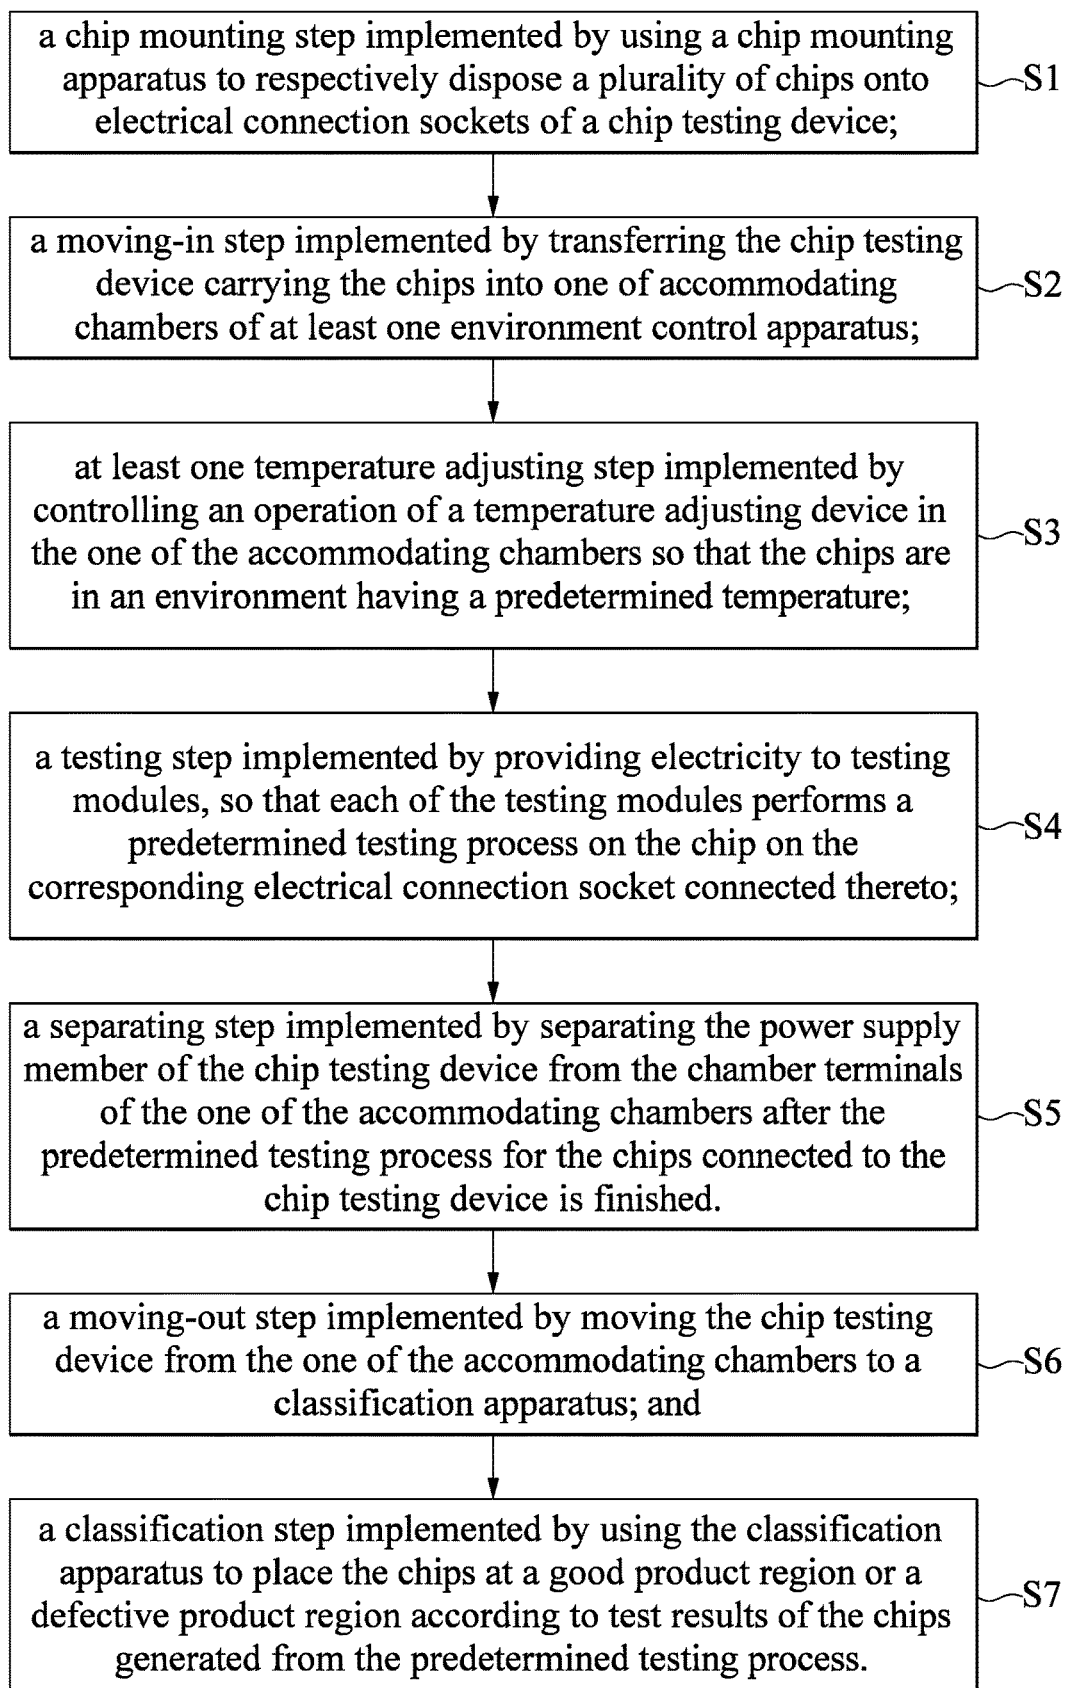 a chip mounting step implemented by using a chip mounting
apparatus to respectively dispose a plurality of chips onto
electrical connection sockets of a chip testing device;
S1
a moving-in step implemented by transferring the chip testing
device carrying the chips into one of accommodating
chambers of at least one environment control apparatus;
S2
at least one temperature adjusting step implemented by
controlling an operation of a temperature adjusting device in
the one of the accommodating chambers so that the chips are
in an environment having a predetermined temperature;
S3
a testing step implemented by providing electricity to testing
modules, so that each of the testing modules performs a
predetermined testing process on the chip on the
corresponding electrical connection socket connected thereto;
S4
a separating step implemented by separating the power supply
member of the chip testing device from the chamber terminals
of the one of the accommodating chambers after the
predetermined testing process for the chips connected to the
chip testing device is finished.
S5
a moving-out step implemented by moving the chip testing
device from the one of the accommodating chambers to a
classification apparatus; and
S6
a classification step implemented by using the classification
apparatus to place the chips at a good product region or a
defective product region according to test results of the chips
generated from the predetermined testing process.
S7